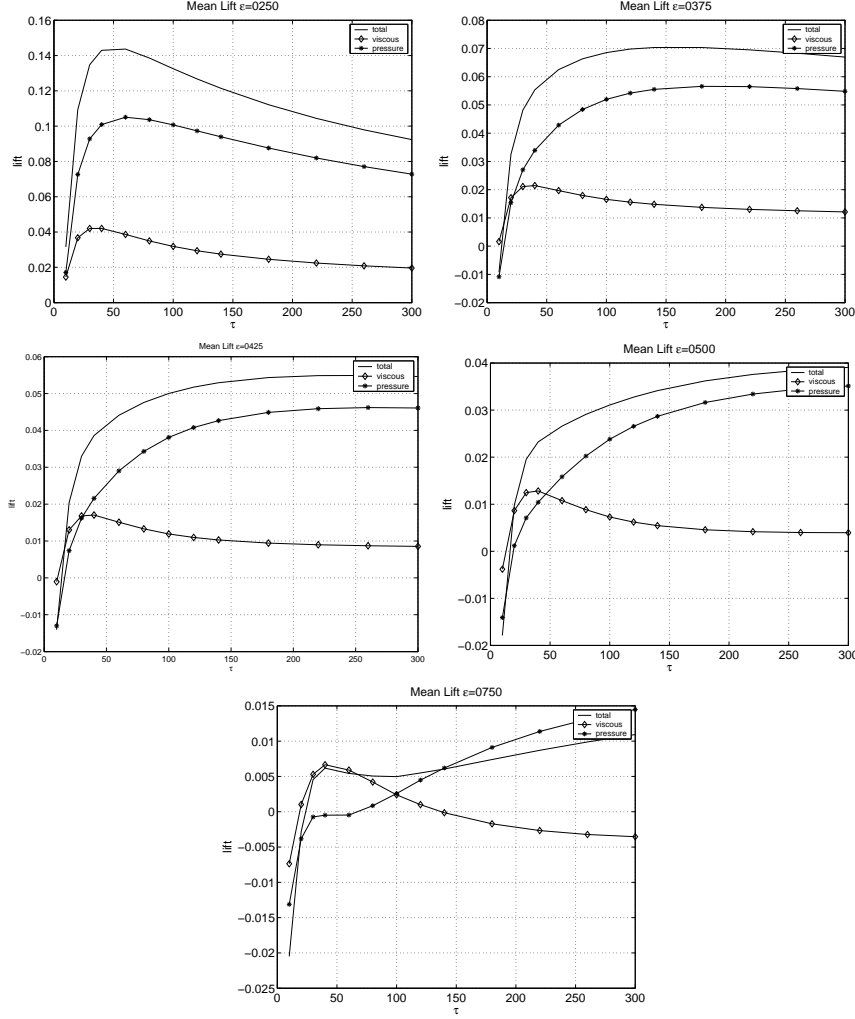 Mean Lift ε=0250
0.16
0.14
0.12
0.1
0.08
0.06
0.04
0.02
0
lift
0 50 100 150 200 250 300
τ
total
viscous
pressure
Mean Lift ε=0375
0.08
0.07
0.06
0.05
0.04
0.03
0.02
0.01
0
−0.01
−0.02
lift
0 50 100 150 200 250 300
τ
total
viscous
pressure
Mean Lift ε=0425
0.06
0.05
0.04
0.03
0.02
0.01
0
−0.01
−0.02
lift
0 50 100 150 200 250 300
τ
total
viscous
pressure
Mean Lift ε=0500
0.04
0.03
0.02
0.01
0
−0.01
−0.02
lift
0 50 100 150 200 250 300
τ
total
viscous
pressure
Mean Lift ε=0750
0.015
0.01
0.005
0
−0.005
−0.01
−0.015
−0.02
−0.025
lift
0 50 100 150 200 250 300
τ
total
viscous
pressure